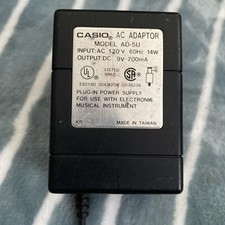 CASIO® AC ADAPTOR
MODEL AD-5U
INPUT:AC 120V 60Hz 14W
OUTPUT:DC 9V 700mA
UL LISTED
PLUG-IN POWER SUPPLY
FOR USE WITH ELECTRONIC
MUSICAL INSTRUMENT
MADE IN TAIWAN